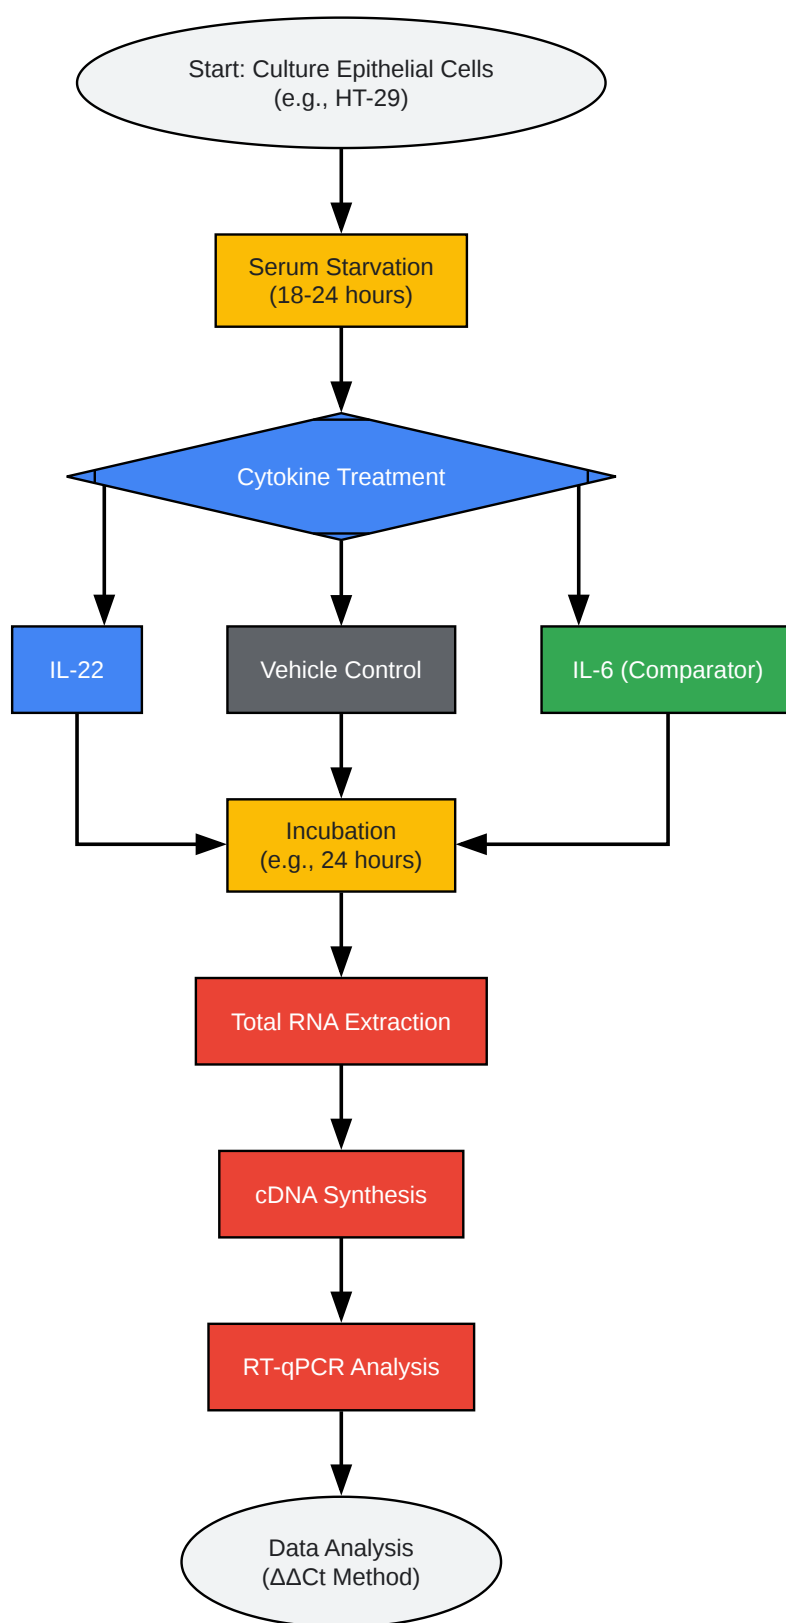 Start: Culture Epithelial Cells
(e.g., HT-29)
Serum Starvation
(18-24 hours)
Cytokine Treatment
IL-22
Vehicle Control
IL-6 (Comparator)
Incubation
(e.g., 24 hours)
Total RNA Extraction
cDNA Synthesis
RT-qPCR Analysis
Data Analysis
(ΔΔCt Method)